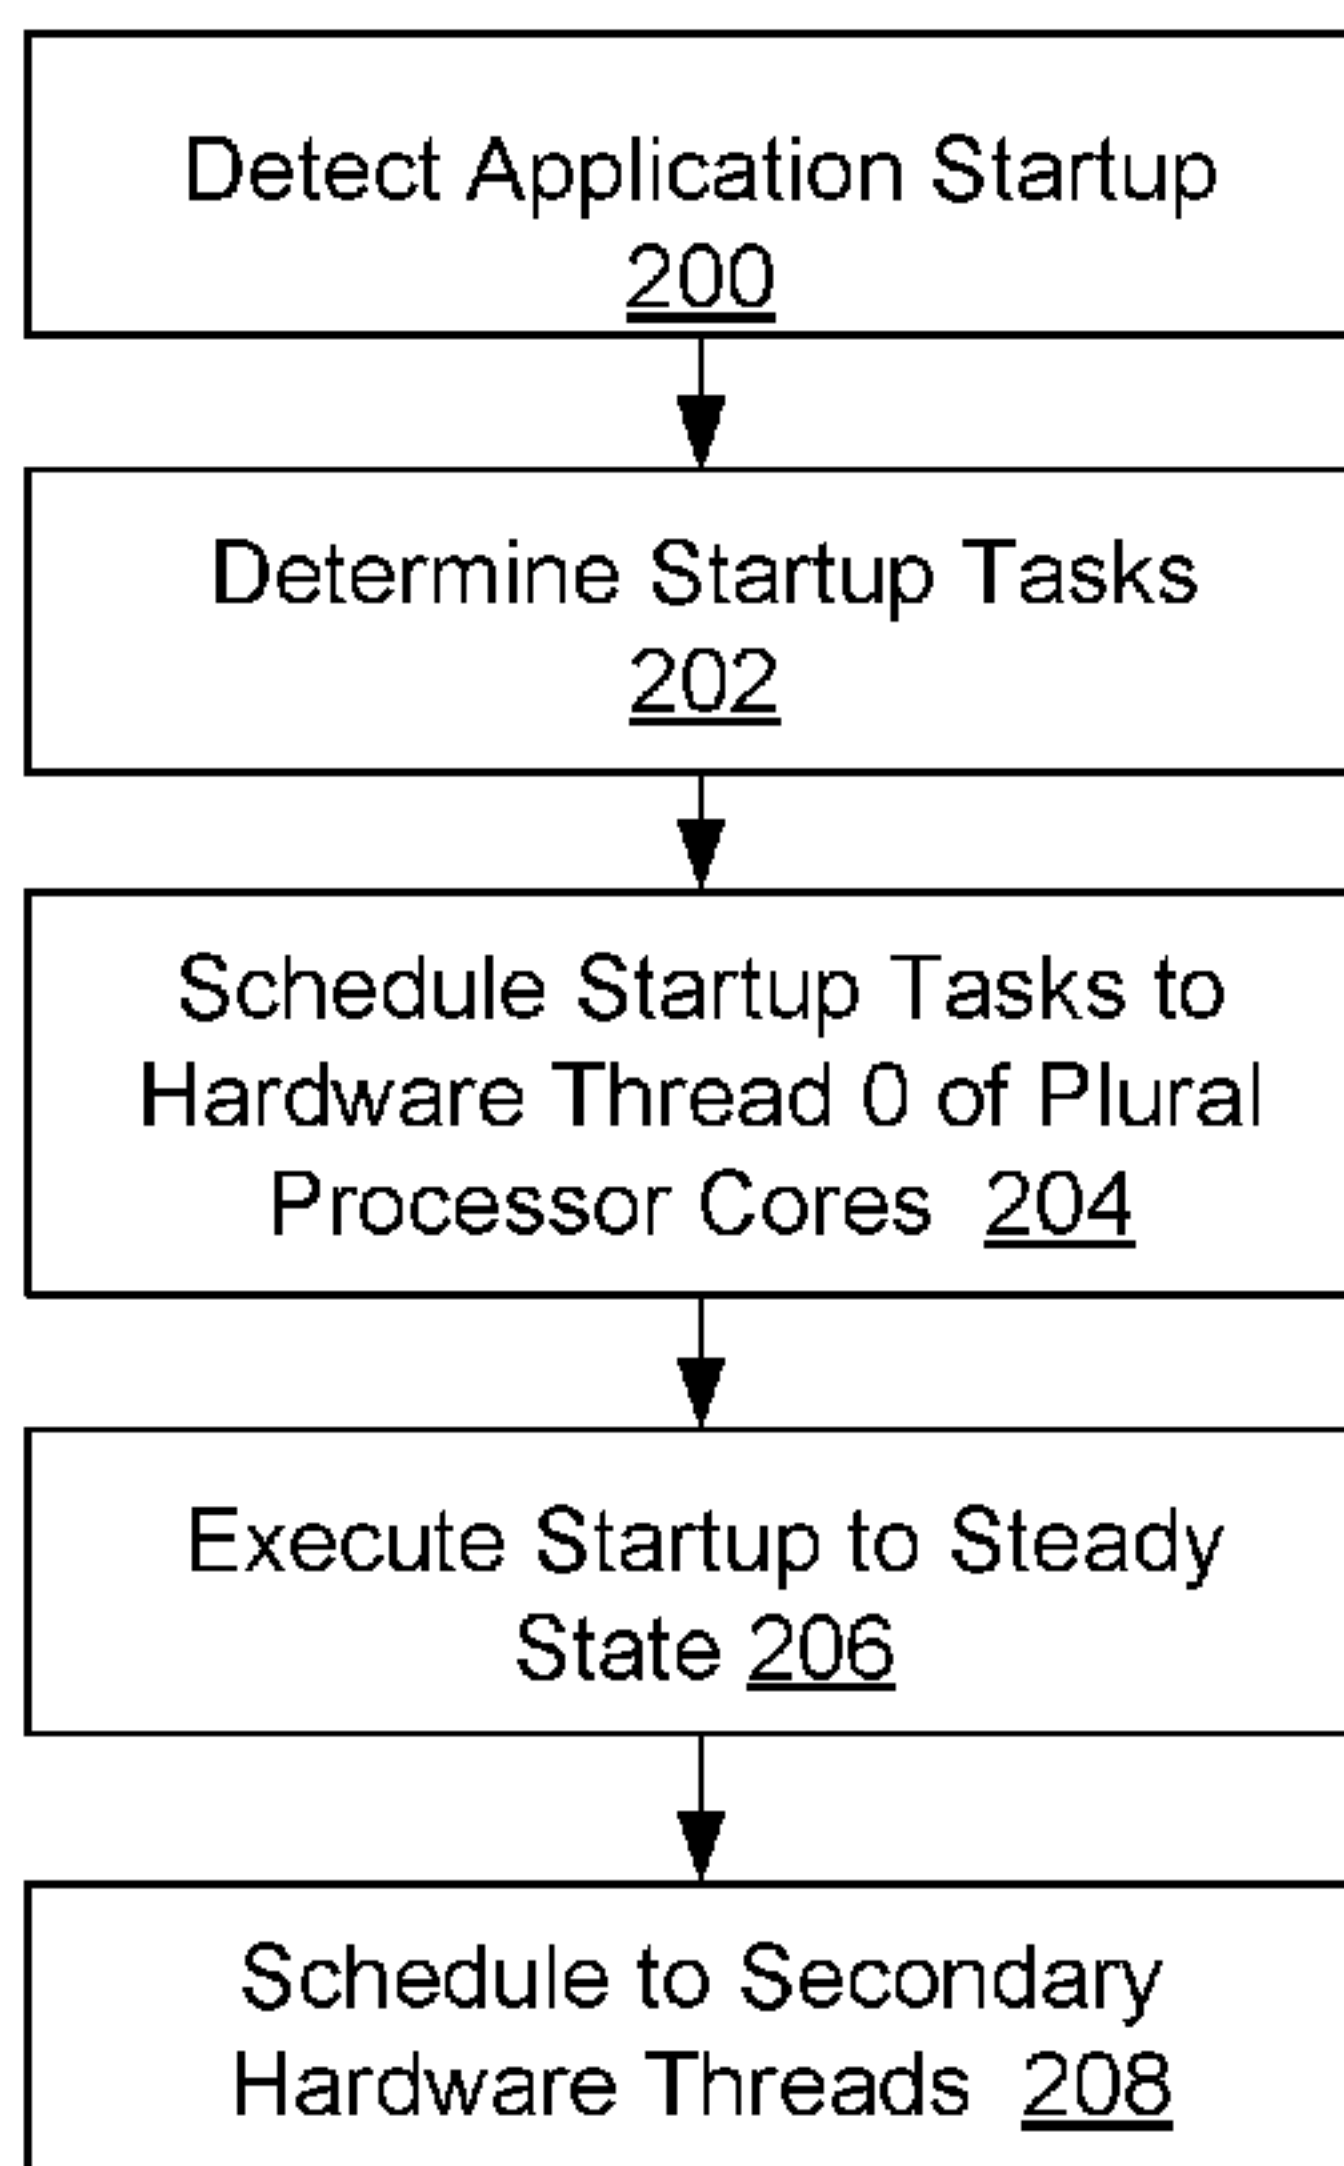 Detect Application Startup
200
Determine Startup Tasks
202
Schedule Startup Tasks to
Hardware Thread 0 of Plural
Processor Cores 204
Execute Startup to Steady
State 206
Schedule to Secondary
Hardware Threads 208